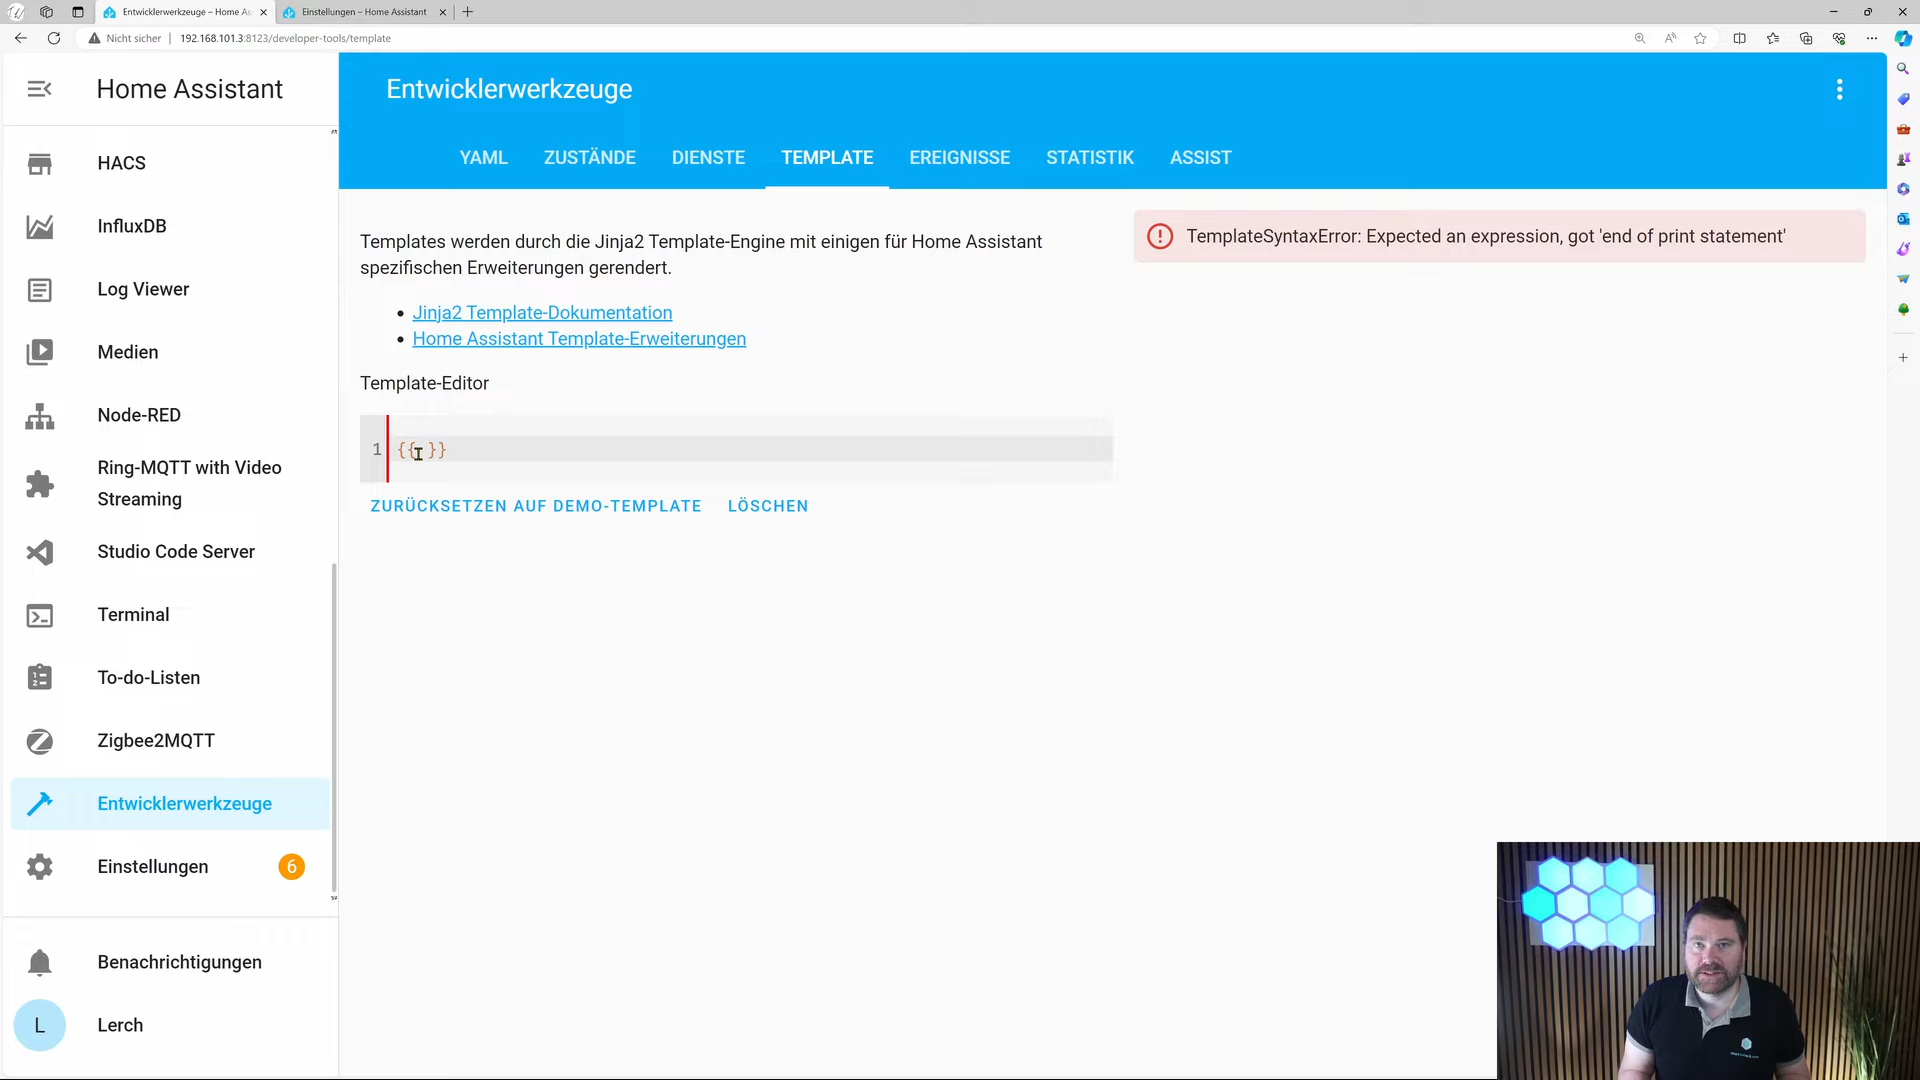 Entwicklerwerkzeuge – Home As
Einstellungen – Home Assistant
Nicht sicher
192.168.101.3:8123/developer-tools/template
Home Assistant
Entwicklerwerkzeuge
YAML
ZUSTÄNDE
DIENSTE
TEMPLATE
EREIGNISSE
STATISTIK
ASSIST
HACS
InfluxDB
Log Viewer
Medien
Node-RED
Ring-MQTT with Video
Streaming
Studio Code Server
Terminal
To-do-Listen
Zigbee2MQTT
Entwicklerwerkzeuge
Einstellungen
6
Benachrichtigungen
L
Lerch
Templates werden durch die Jinja2 Template-Engine mit einigen für Home Assistant
spezifischen Erweiterungen gerendert.
Jinja2 Template-Dokumentation
Home Assistant Template-Erweiterungen
Template-Editor
1
{{ }}
ZURÜCKSETZEN AUF DEMO-TEMPLATE
LÖSCHEN
TemplateSyntaxError: Expected an expression, got 'end of print statement'